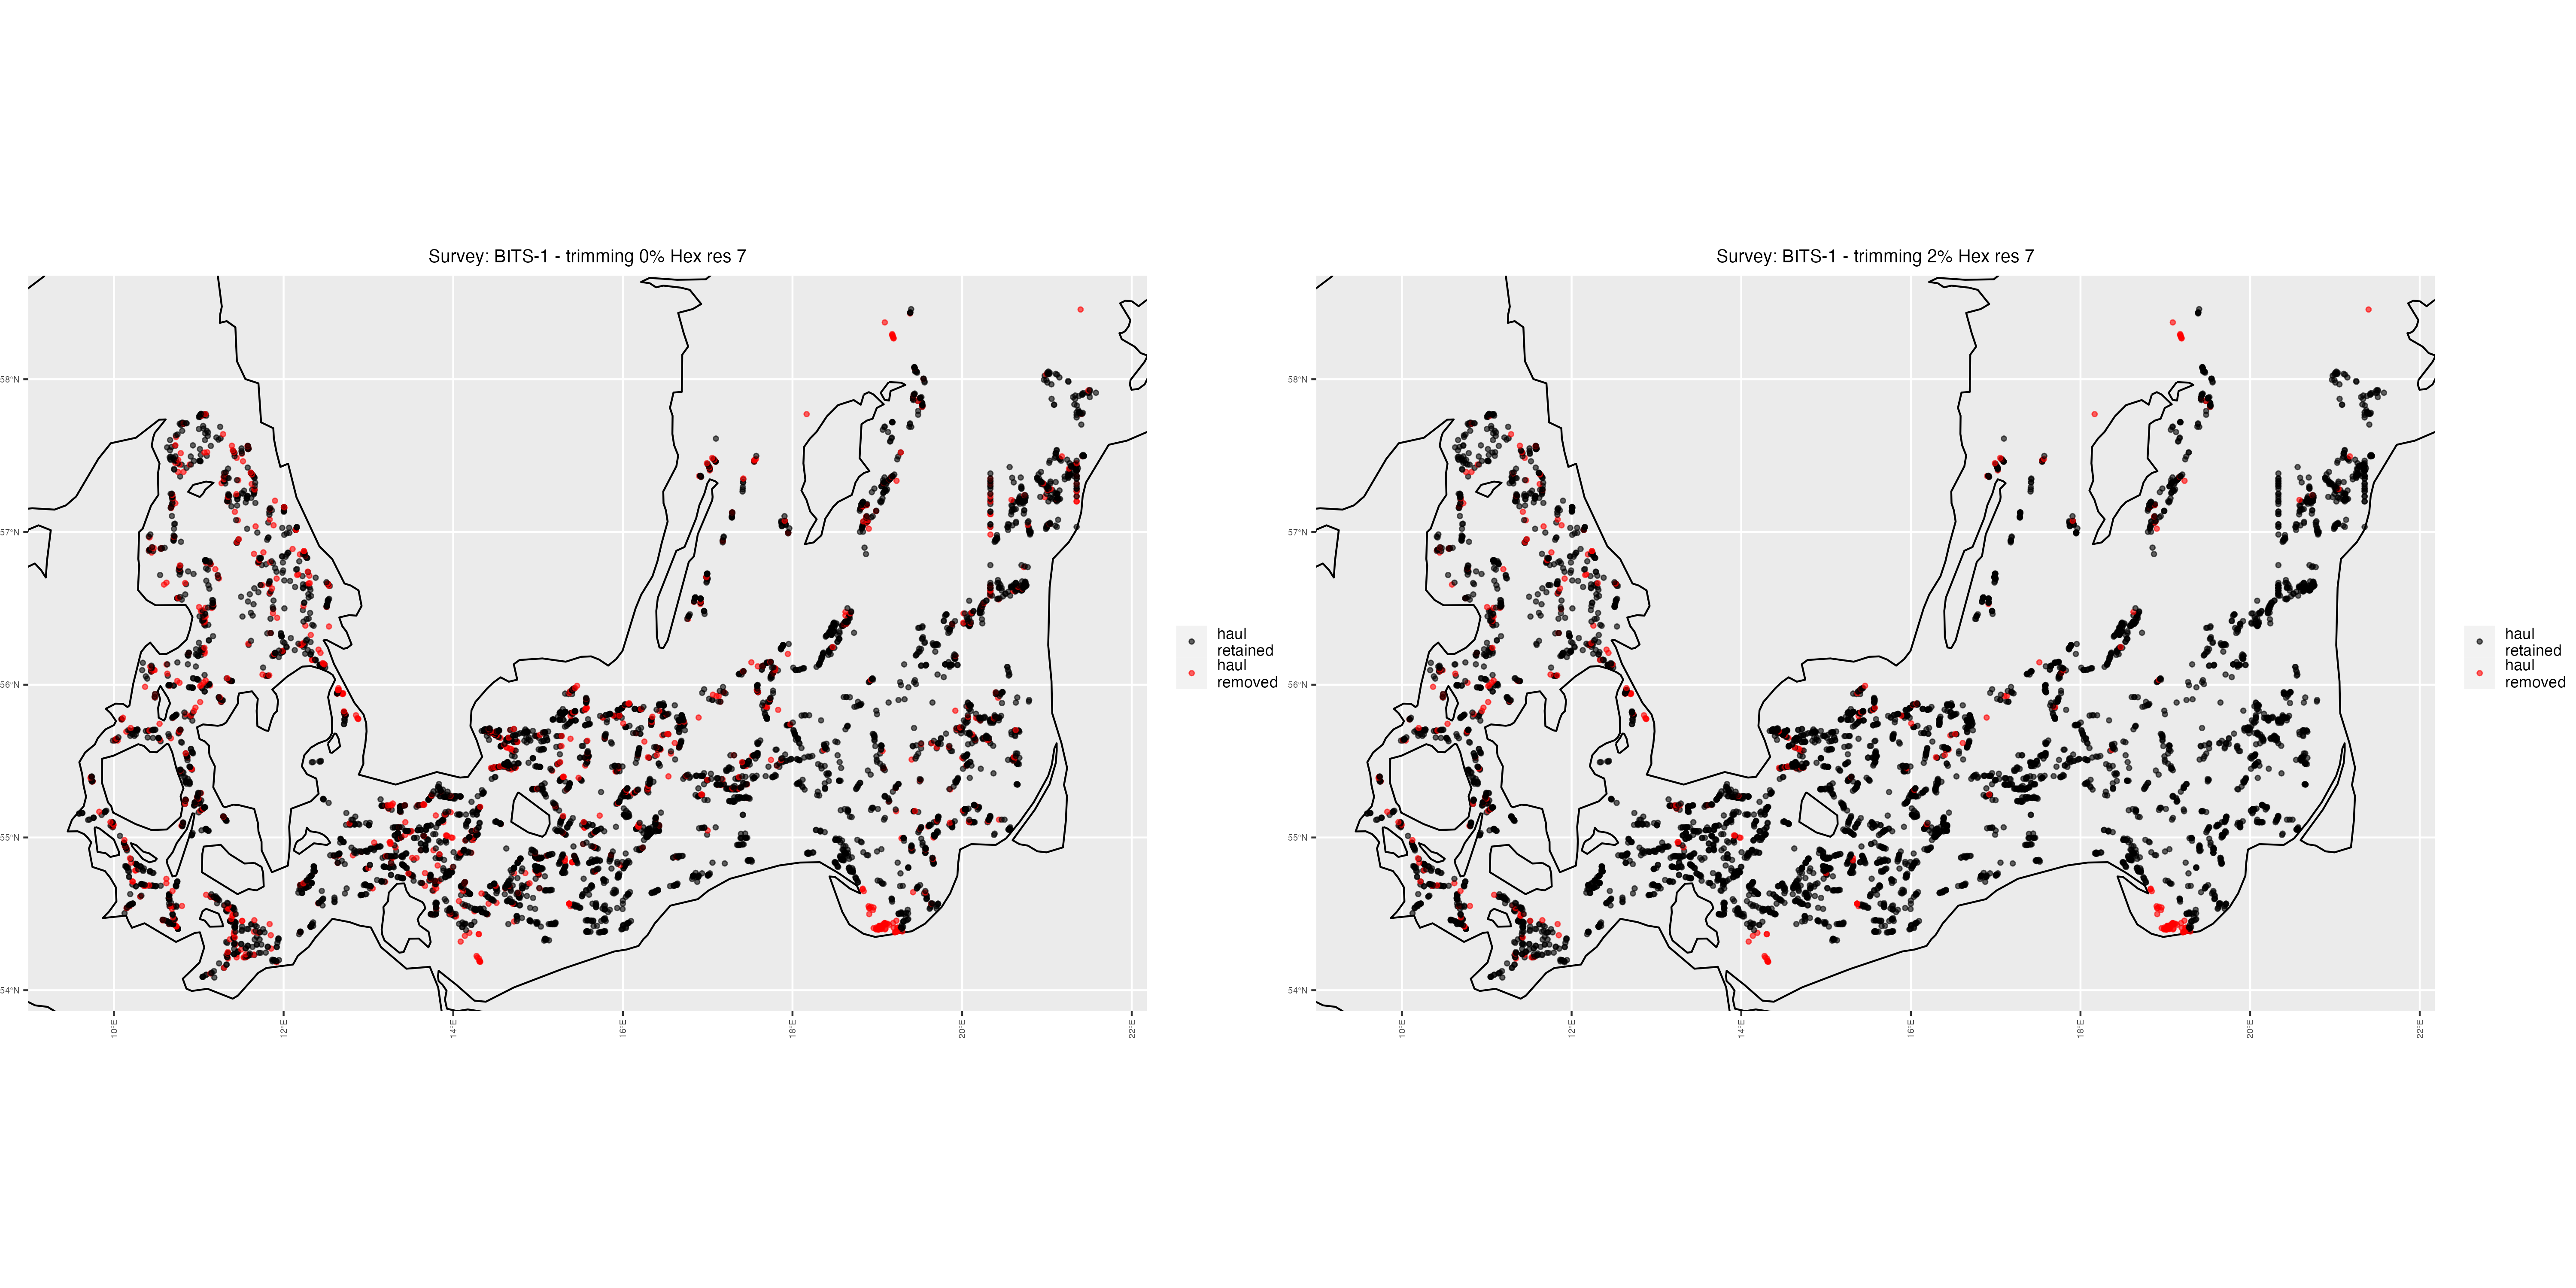 Survey: BITS-1 - trimming 0% Hex res 7
58°N
57°N
56°N
55°N
54°N
10°E
12°E
14°E
16°E
18°E
20°E
22°E
haul
retained
haul
removed
Survey: BITS-1 - trimming 2% Hex res 7
58°N
57°N
56°N
55°N
54°N
10°E
12°E
14°E
16°E
18°E
20°E
22°E
haul
retained
haul
removed